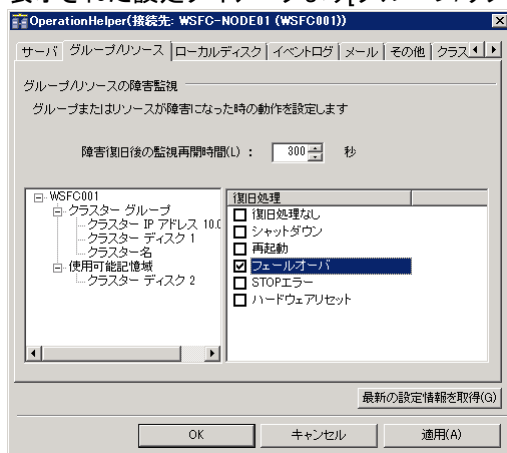 OperationHelper(接続先: WSFC-NODE01 (WSFC001))
サーバ グループ/リソース ローカルディスク イベントログ メール その他 クラス
グループ/リソースの障害監視
グループまたはリソースが障害になった時の動作を設定します
障害復旧後の監視再開時間(L) : 300 秒
WSFC001
クラスター グループ
クラスター IP アドレス 10.0
クラスター ディスク 1
クラスター名
使用可能記憶域
クラスター ディスク 2
復旧処理
復旧処理なし
シャットダウン
再起動
フェールオーバ
STOPエラー
ハードウェアリセット
最新の設定情報を取得(G)
OK キャンセル 適用(A)